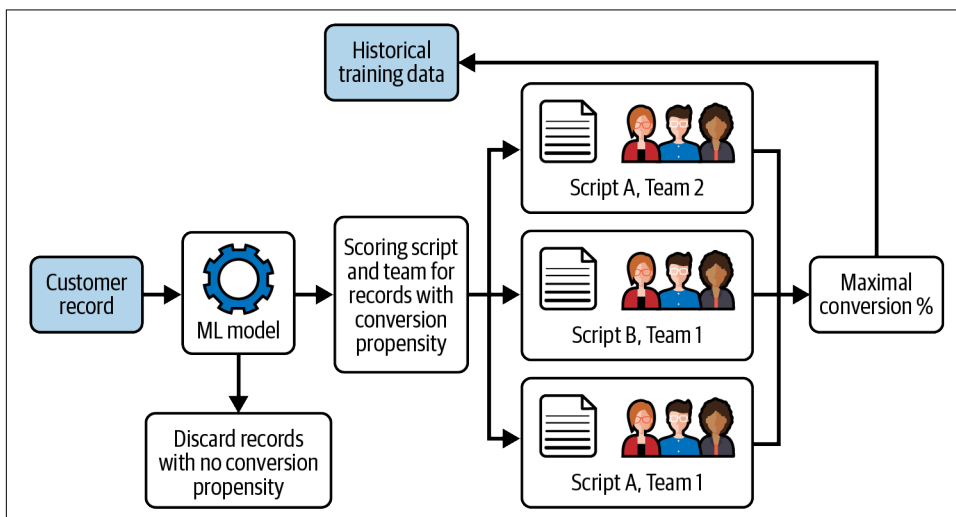 Historical
training data
Script A, Team 2
Customer
record
ML model
Scoring script
and team for
records with
conversion
propensity
Script B, Team 1
Maximal
conversion %
Discard records
with no conversion
propensity
Script A, Team 1